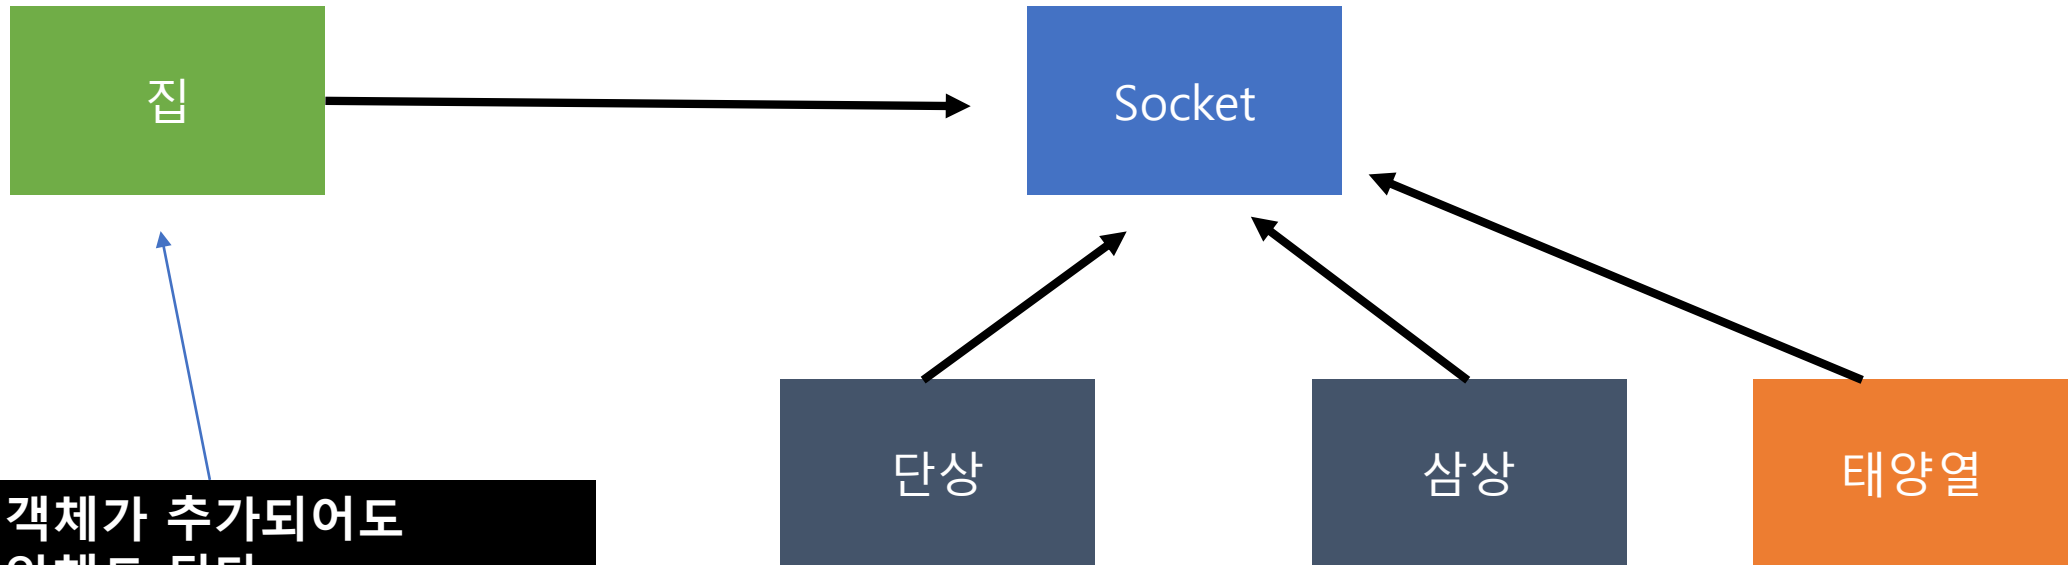 집
Socket
단상
삼상
태양열
객체가 추가되어도